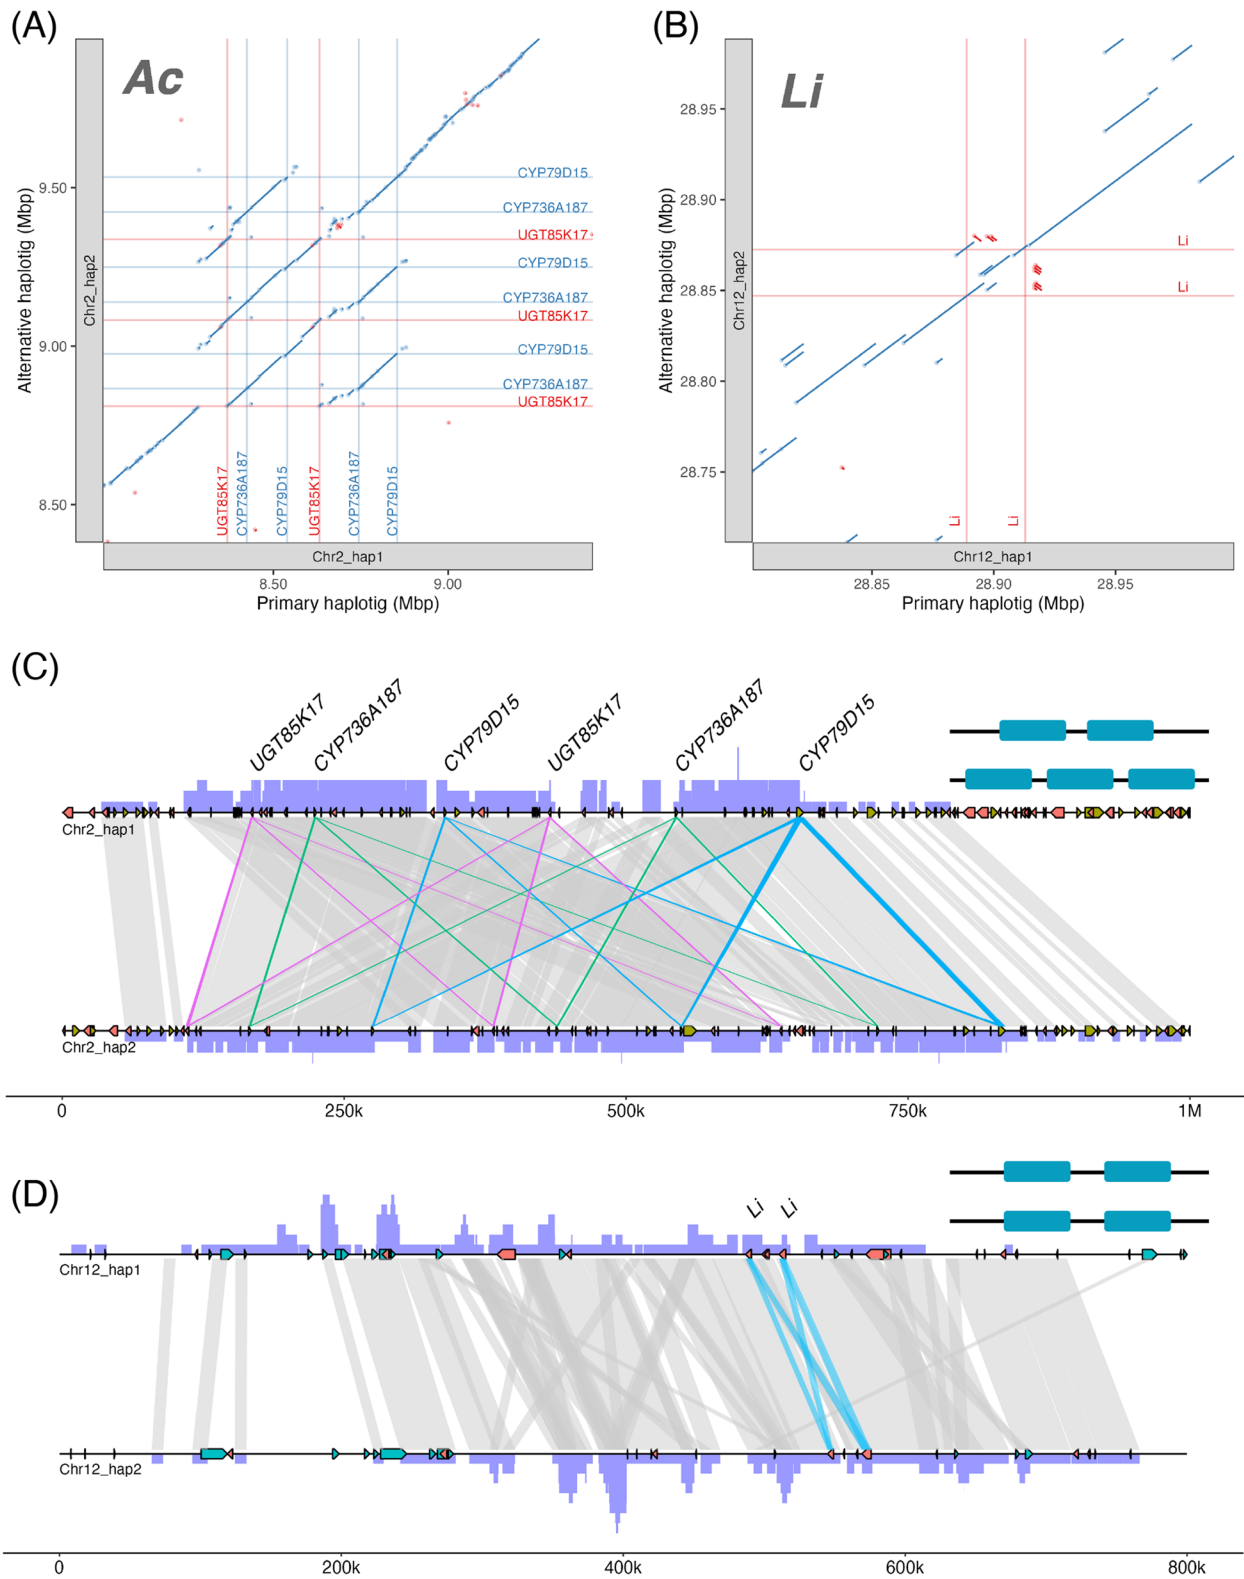 (A)
Ac
Alternative haplotig (Mbp)
Chr2_hap2
9.50
9.00
8.50
CYP79D15
CYP736A187
UGT85K17
CYP79D15
CYP736A187
UGT85K17
CYP79D15
CYP736A187
UGT85K17
UGT85K17
CYP736A187
CYP79D15
UGT85K17
CYP736A187
CYP79D15
Chr2_hap1
8.50
9.00
Primary haplotig (Mbp)
(B)
Li
Alternative haplotig (Mbp)
Chr12_hap2
28.95
28.90
28.85
28.80
28.75
Li
Li
Li
Li
Chr12_hap1
28.85
28.90
28.95
Primary haplotig (Mbp)
(C)
UGT85K17
CYP736A187
CYP79D15
UGT85K17
CYP736A187
CYP79D15
Chr2_hap1
Chr2_hap2
0
250k
500k
750k
1M
(D)
Li
Li
Chr12_hap1
Chr12_hap2
0
200k
400k
600k
800k